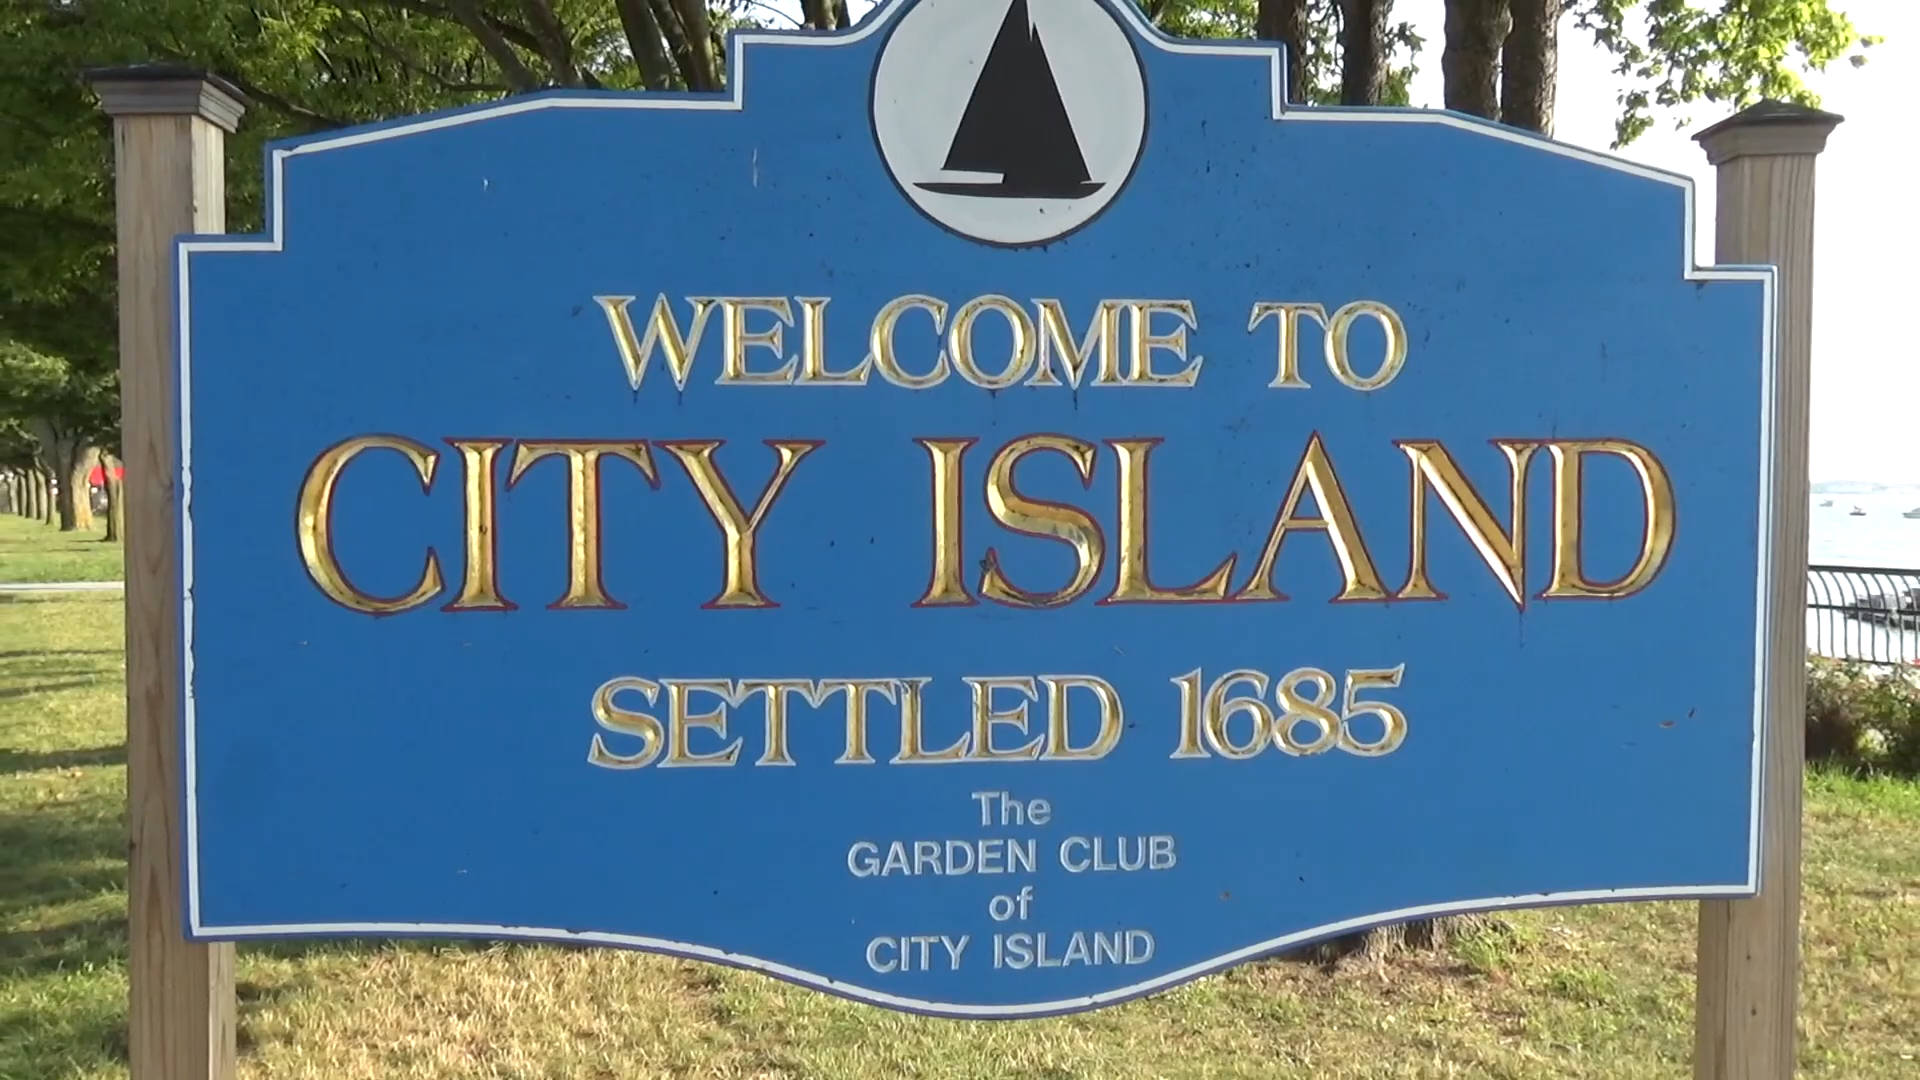 WELCOME TO
CITY ISLAND
SETTLED 1685
The
GARDEN CLUB
of
CITY ISLAND